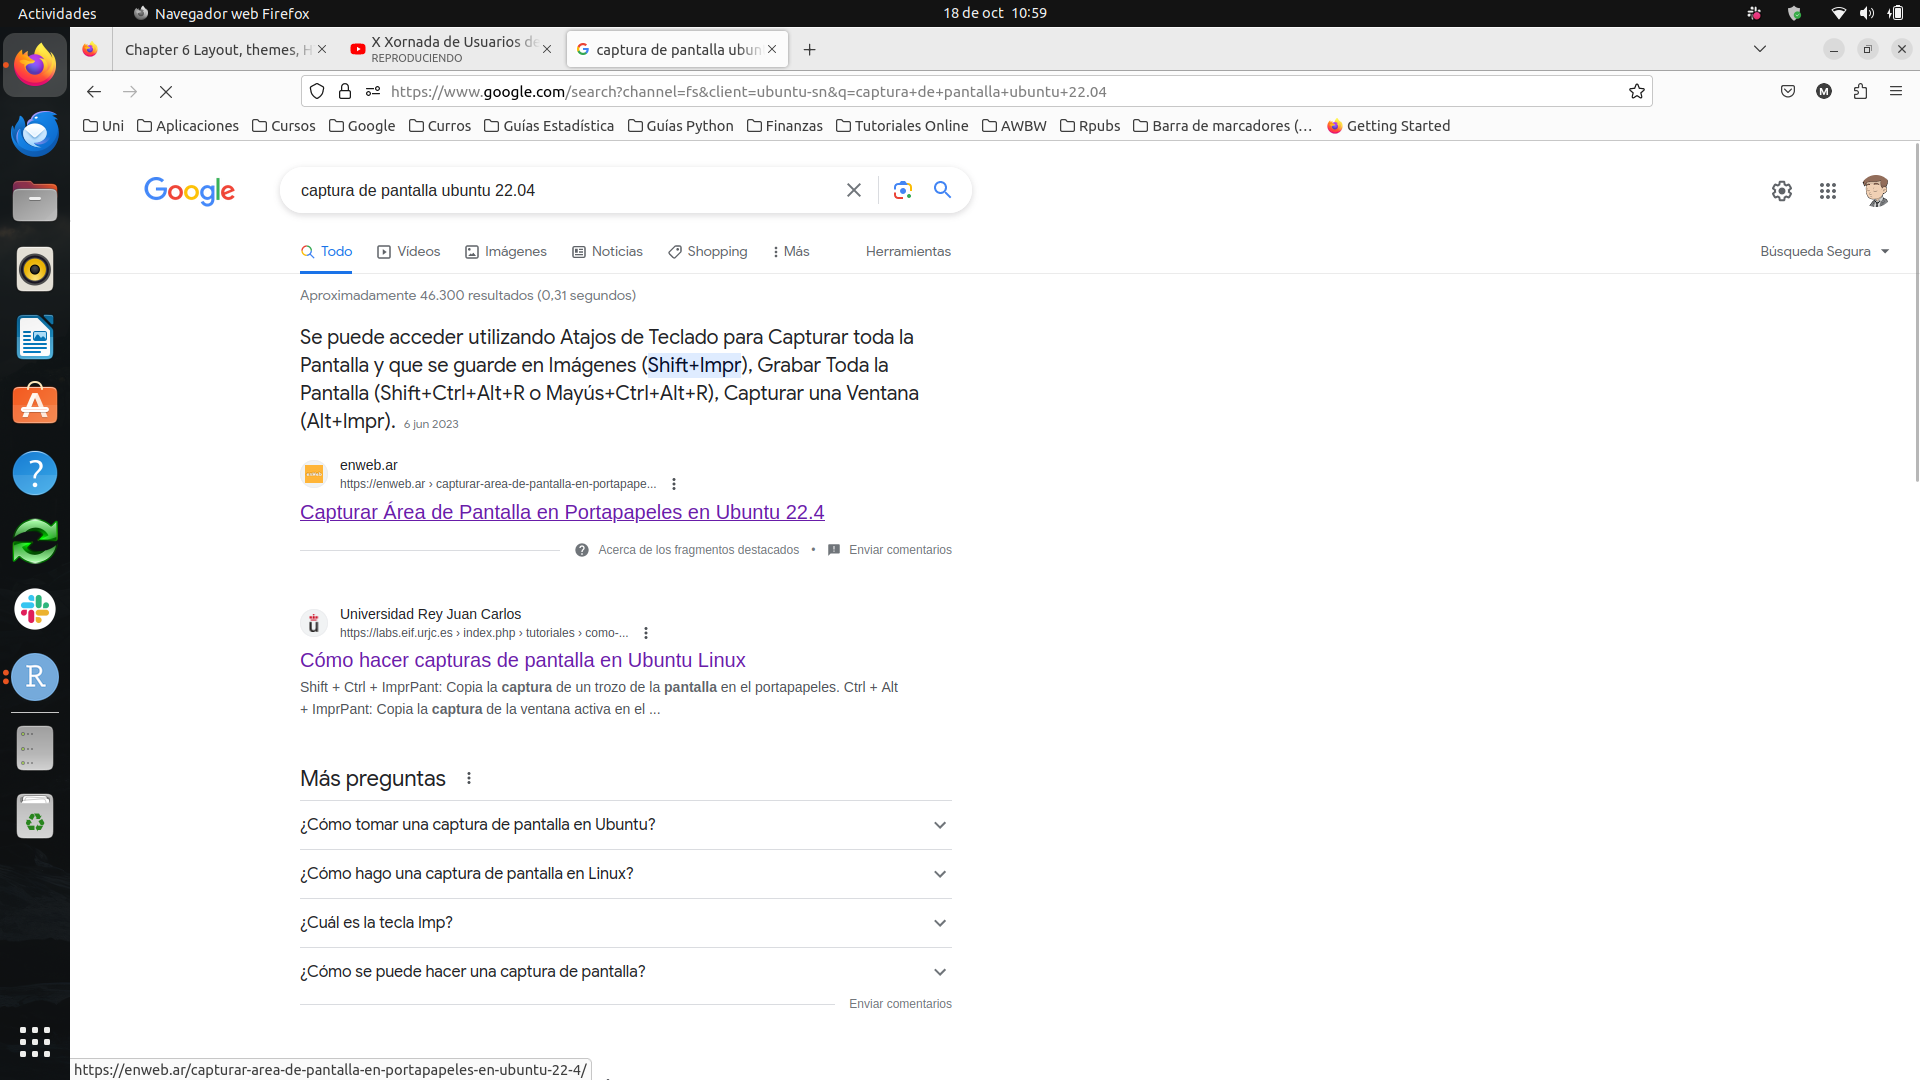 Actividades
Navegador web Firefox
18 de oct 10:59
Chapter 6 Layout, themes, H
X Xornada de Usuarios de
REPRODUCIENDO
captura de pantalla ubun
https://www.google.com/search?channel=fs&client=ubuntu-sn&q=captura+de+pantalla+ubuntu+22.04
M
Uni
Aplicaciones
Cursos
Google
Curros
Guías Estadística
Guías Python
Finanzas
Tutoriales Online
AWBW
Rpubs
Barra de marcadores (…
Getting Started
Google
captura de pantalla ubuntu 22.04
Todo
Vídeos
Imágenes
Noticias
Shopping
Más
Herramientas
Búsqueda Segura
Aproximadamente 46.300 resultados (0,31 segundos)
Se puede acceder utilizando Atajos de Teclado para Capturar toda la
Pantalla y que se guarde en Imágenes (Shift+Impr), Grabar Toda la
Pantalla (Shift+Ctrl+Alt+R o Mayús+Ctrl+Alt+R), Capturar una Ventana
(Alt+Impr). 6 jun 2023
enweb.ar
https://enweb.ar › capturar-area-de-pantalla-en-portapape...
Capturar Área de Pantalla en Portapapeles en Ubuntu 22.4
Acerca de los fragmentos destacados • Enviar comentarios
Universidad Rey Juan Carlos
https://labs.eif.urjc.es › index.php › tutoriales › como-...
Cómo hacer capturas de pantalla en Ubuntu Linux
Shift + Ctrl + ImprPant: Copia la captura de un trozo de la pantalla en el portapapeles. Ctrl + Alt
+ ImprPant: Copia la captura de la ventana activa en el ...
Más preguntas
¿Cómo tomar una captura de pantalla en Ubuntu?
¿Cómo hago una captura de pantalla en Linux?
¿Cuál es la tecla Imp?
¿Cómo se puede hacer una captura de pantalla?
Enviar comentarios
https://enweb.ar/capturar-area-de-pantalla-en-portapapeles-en-ubuntu-22-4/